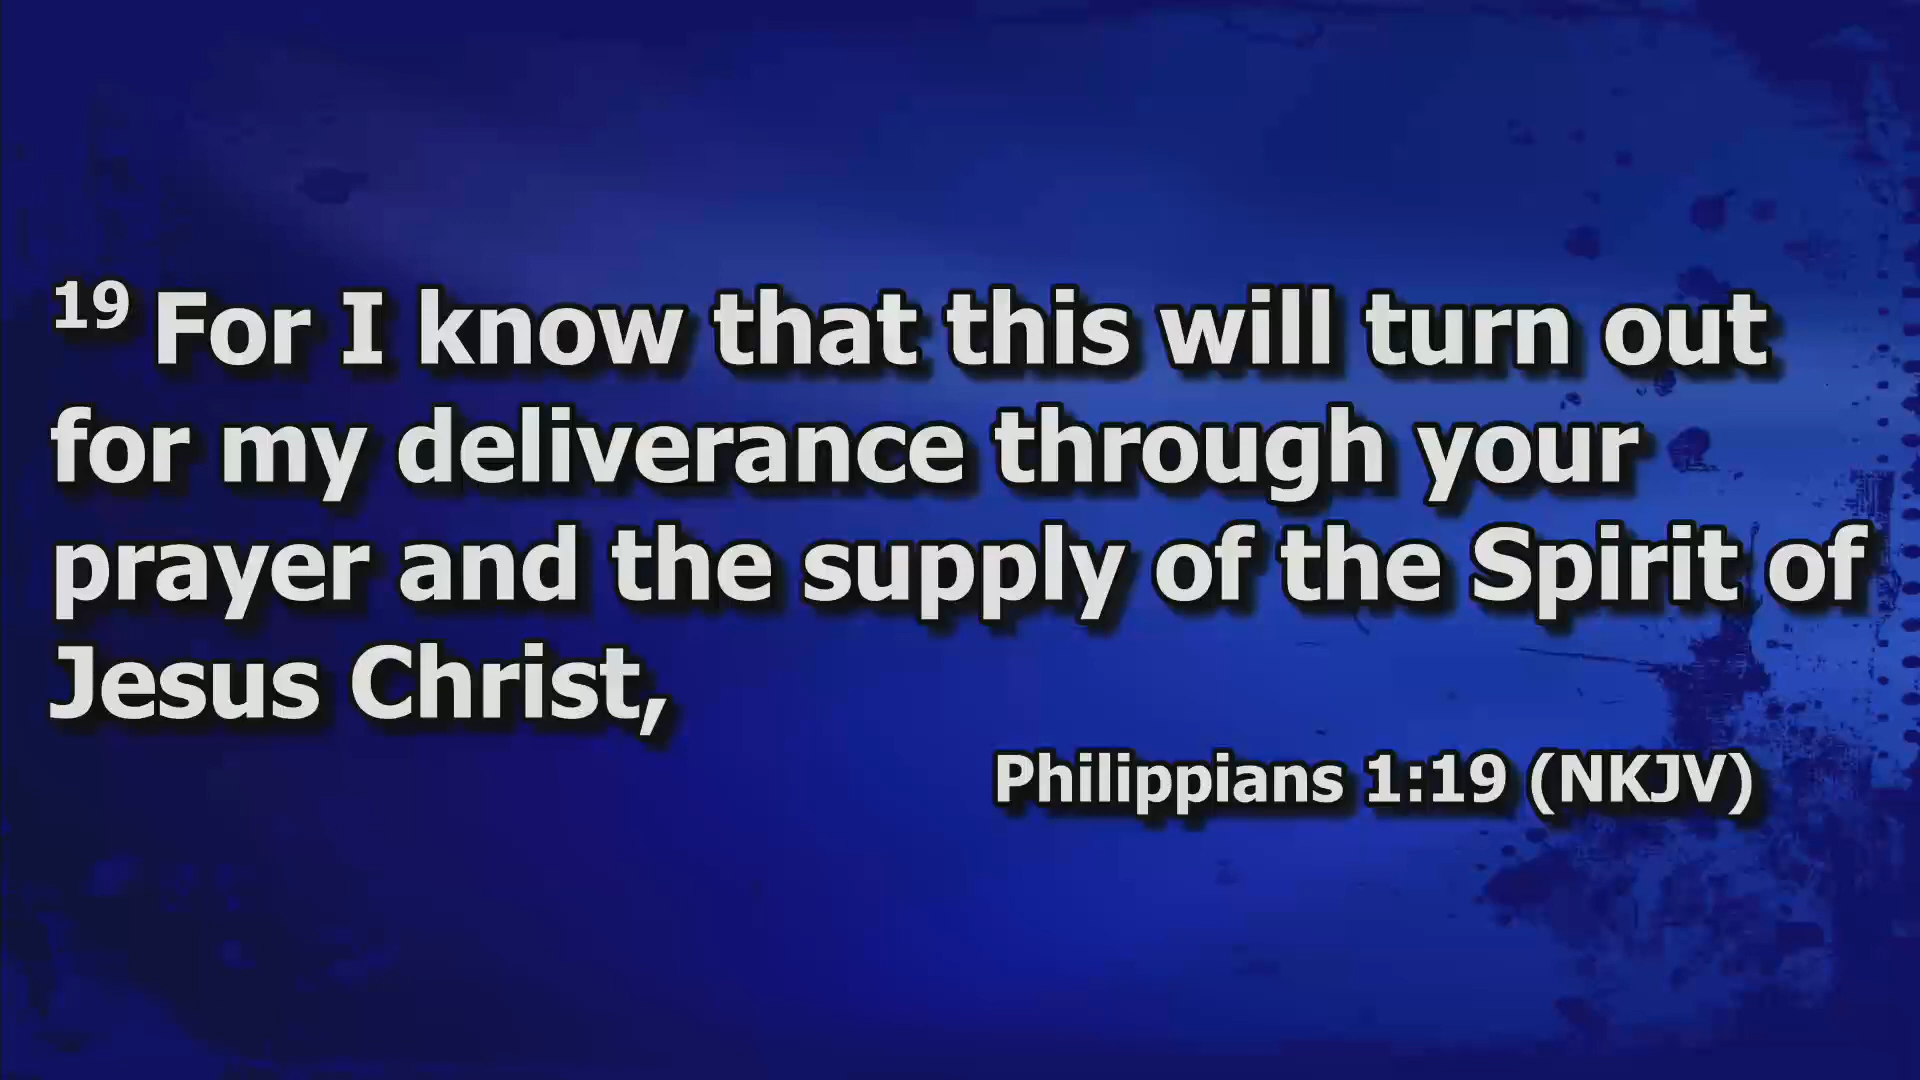 19 For I know that this will turn out
for my deliverance through your
prayer and the supply of the Spirit of
Jesus Christ,
Philippians 1:19 (NKJV)